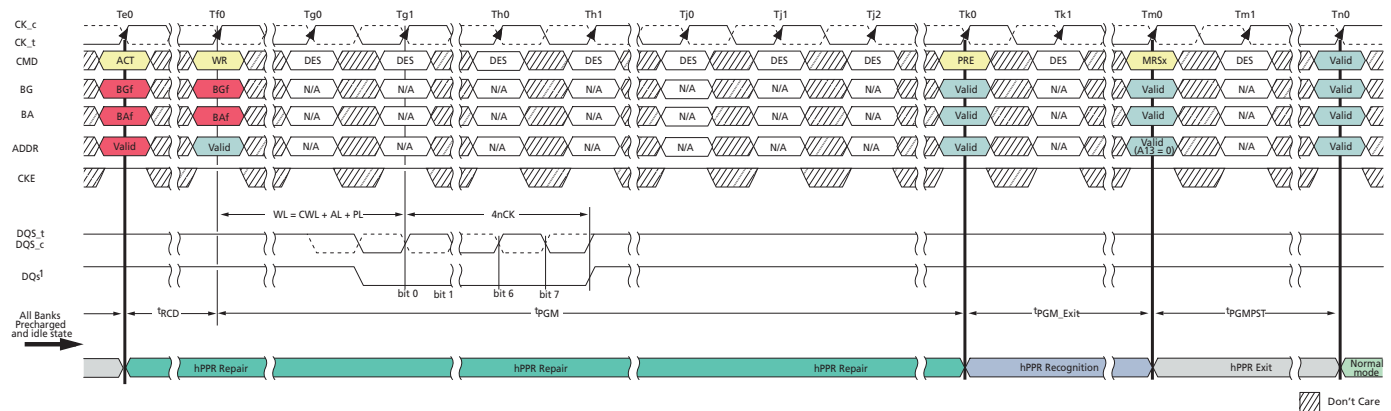 Te0 Tf0 Tg0 Tg1 Th0 Th1 Tj0 Tj1 Tj2 Tk0 Tk1 Tm0 Tm1 Tn0
CK_c
CK_t
CMD ACT WR DES DES DES DES DES DES DES PRE DES MRSx DES Valid
BG BGf BGf N/A N/A N/A N/A N/A N/A N/A Valid N/A Valid N/A Valid
BA BAf BAf N/A N/A N/A N/A N/A N/A N/A Valid N/A Valid N/A Valid
ADDR Valid Valid N/A N/A N/A N/A N/A N/A N/A Valid N/A Valid (A13 = 0) N/A Valid
CKE
WL = CWL + AL + PL 4nCK
DQS_t
DQS_c
DQs1
bit 0 bit 1 bit 6 bit 7
All Banks Precharged and idle state
tRCD tPGM tPGM_Exit tPGMPST
hPPR Repair hPPR Repair hPPR Repair hPPR Recognition hPPR Exit Normal mode
Don't Care